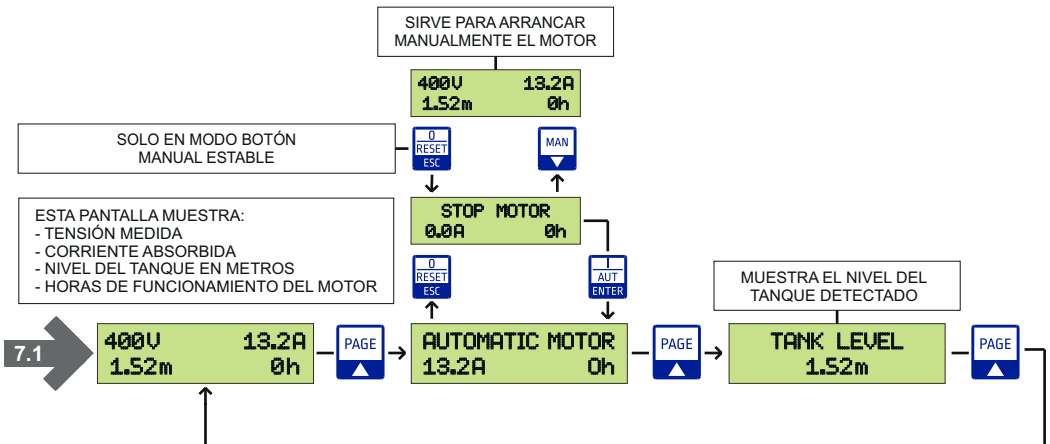 SIRVE PARA ARRANCAR
MANUALMENTE EL MOTOR
400V 13.2A
1.52m 0h
SOLO EN MODO BOTÓN
MANUAL ESTABLE
0
RESET
ESC
MAN
ESTA PANTALLA MUESTRA:
- TENSIÓN MEDIDA
- CORRIENTE ABSORBIDA
- NIVEL DEL TANQUE EN METROS
- HORAS DE FUNCIONAMIENTO DEL MOTOR
STOP MOTOR
0.0A 0h
0
RESET
ESC
I
AUT
ENTER
MUESTRA EL NIVEL DEL
TANQUE DETECTADO
7.1
400V 13.2A
1.52m 0h
PAGE
AUTOMATIC MOTOR
13.2A 0h
PAGE
TANK LEVEL
1.52m
PAGE